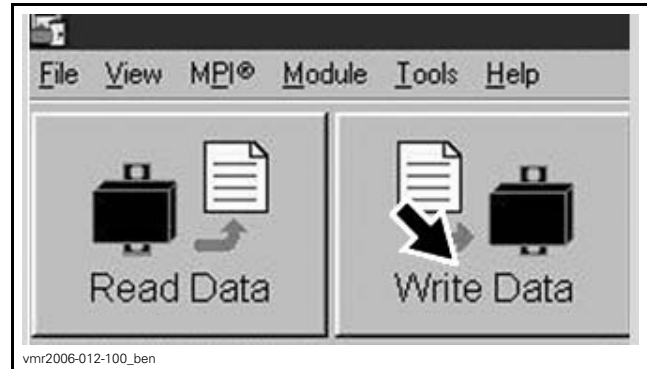 File View MPI® Module Tools Help
Read Data Write Data
vmr2006-012-100_ben